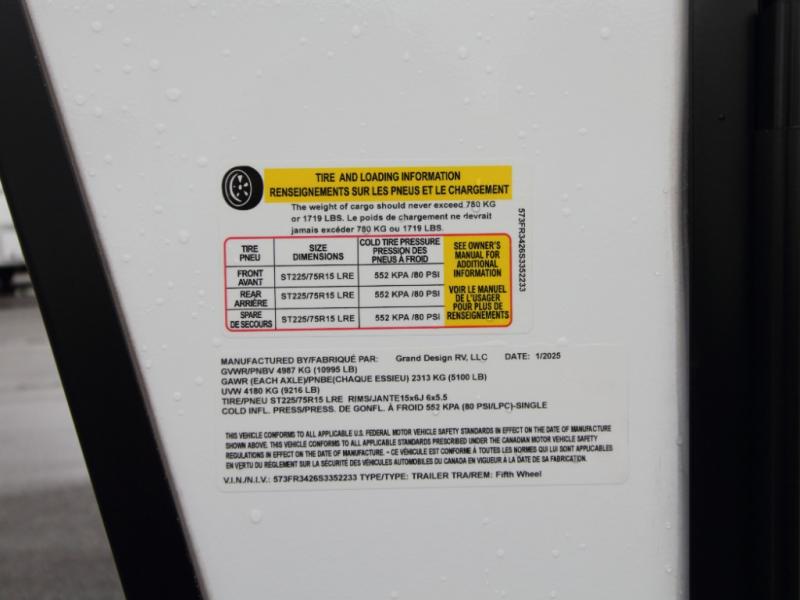 TIRE AND LOADING INFORMATION
RENSEIGNEMENTS SUR LES PNEUS ET LE CHARGEMENT
The weight of cargo should never exceed 780 KG
or 1719 LBS. Le poids de chargement ne devrait
jamais excéder 780 KG ou 1719 LBS.
TIRE PNEU SIZE DIMENSIONS COLD TIRE PRESSURE PRESSION DES PNEUS À FROID
FRONT AVANT ST225/75R15 LRE 552 KPA /80 PSI
REAR ARRIÈRE ST225/75R15 LRE 552 KPA /80 PSI
SPARE DE SECOURS ST225/75R15 LRE 552 KPA /80 PSI
SEE OWNER'S
MANUAL FOR
ADDITIONAL
INFORMATION
VOIR LE MANUEL
DE L'USAGER
POUR PLUS DE
RENSEIGNEMENTS
573FR3426S3352233
MANUFACTURED BY/FABRIQUÉ PAR: Grand Design RV, LLC DATE: 1/2025
GVWR/PNBV 4987 KG (10995 LB)
GAWR (EACH AXLE)/PNBE(CHAQUE ESSIEU) 2313 KG (5100 LB)
UVW 4180 KG (9216 LB)
TIRE/PNEU ST225/75R15 LRE RIMS/JANTE15x6J 6x5.5
COLD INFL. PRESS/PRESS. DE GONFL. À FROID 552 KPA (80 PSI/LPC)-SINGLE
THIS VEHICLE CONFORMS TO ALL APPLICABLE U.S. FEDERAL MOTOR VEHICLE SAFETY STANDARDS IN EFFECT ON THE DATE OF MANUFACTURE
SHOWN ABOVE. THIS VEHICLE CONFORMS TO ALL APPLICABLE STANDARDS PRESCRIBED UNDER THE CANADIAN MOTOR VEHICLE SAFETY
REGULATIONS IN EFFECT ON THE DATE OF MANUFACTURE. - CE VÉHICULE EST CONFORME À TOUTES LES NORMES QUI LUI SONT APPLICABLES
EN VERTU DU RÈGLEMENT SUR LA SÉCURITÉ DES VÉHICULES AUTOMOBILES DU CANADA EN VIGUEUR À LA DATE DE SA FABRICATION.
V.I.N./N.I.V.: 573FR3426S3352233 TYPE/TYPE: TRAILER TRA/REM: Fifth Wheel